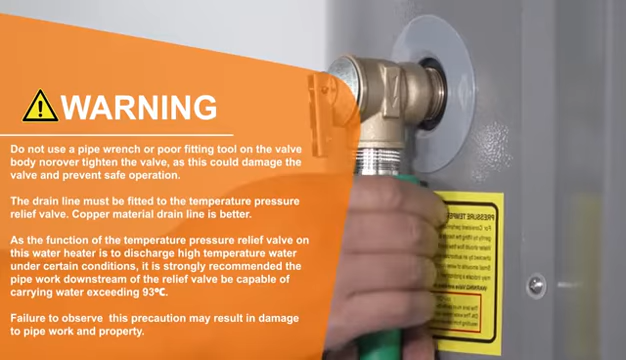 WARNING
Do not use a pipe wrench or poor fitting tool on the valve
body norover tighten the valve, as this could damage the
valve and prevent safe operation.
The drain line must be fitted to the temperature pressure
relief valve. Copper material drain line is better.
As the function of the temperature pressure relief valve on
this water heater is to discharge high temperature water
under certain conditions, it is strongly recommended the
pipe work downstream of the relief valve be capable of
carrying water exceeding 93℃.
Failure to observe this precaution may result in damage
to pipe work and property.
PRESSURE